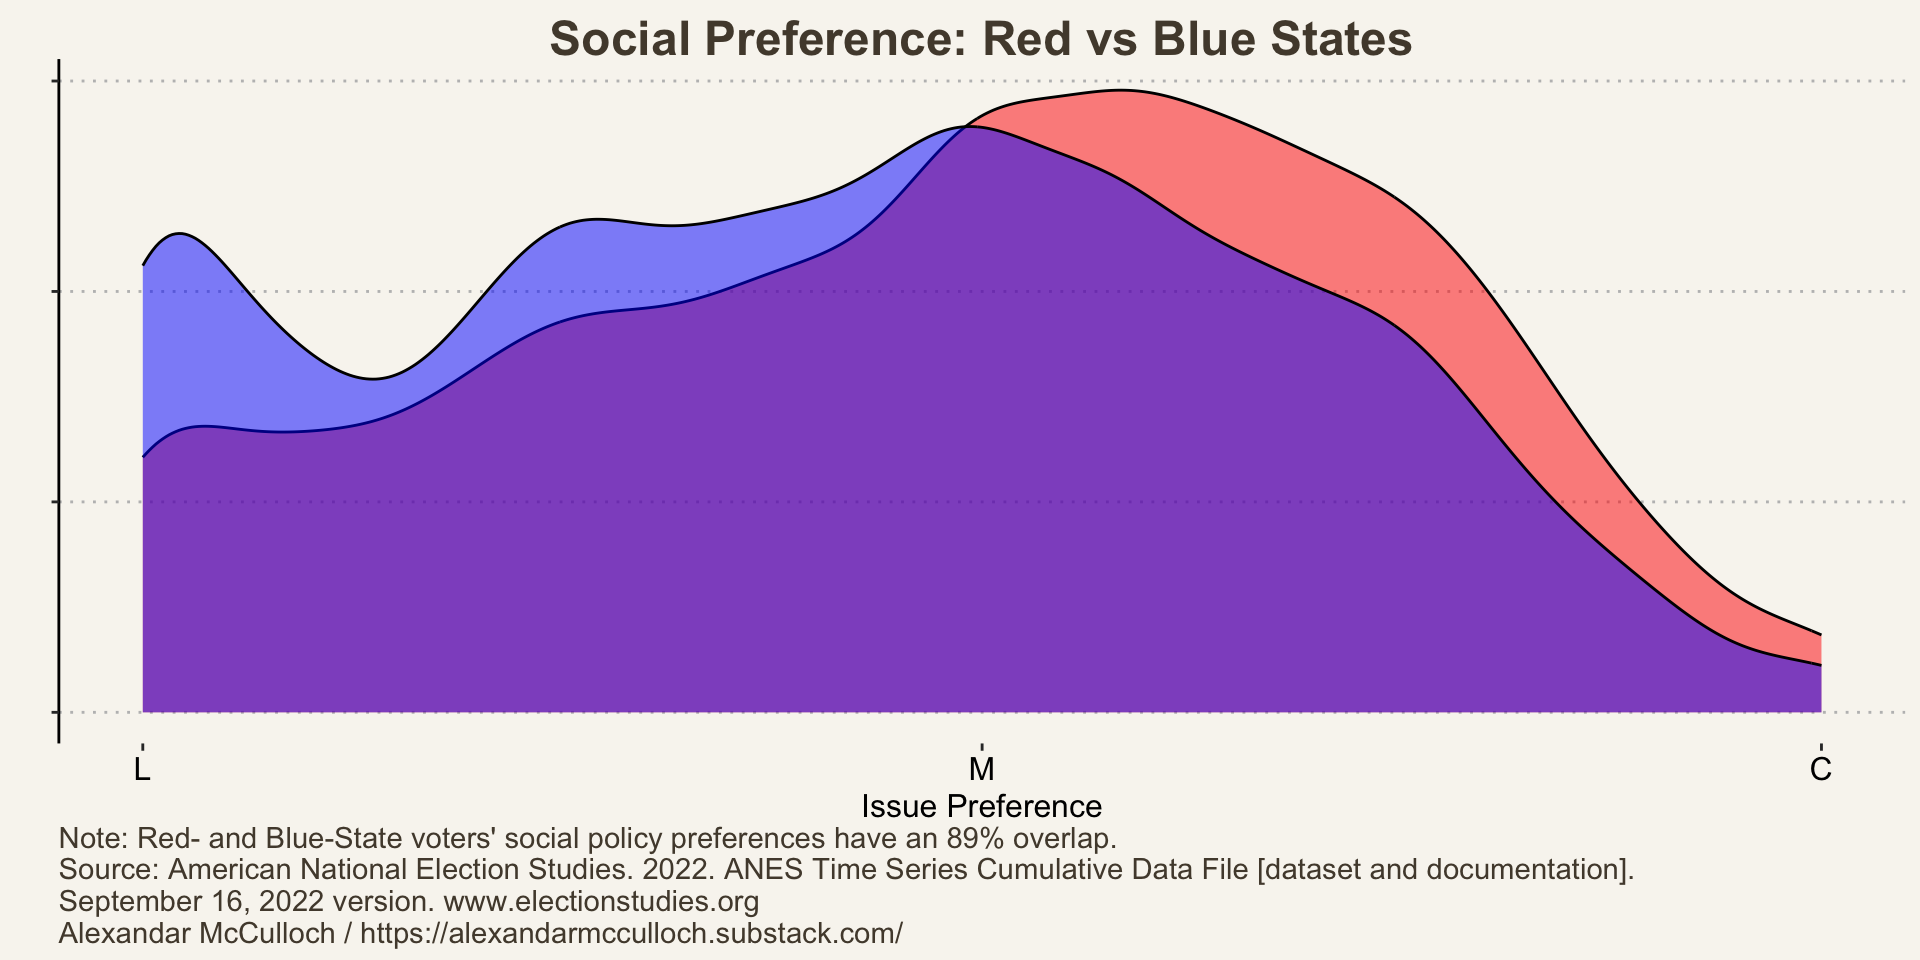 Social Preference: Red vs Blue States
L
M
C
Issue Preference
Note: Red- and Blue-State voters' social policy preferences have an 89% overlap.
Source: American National Election Studies. 2022. ANES Time Series Cumulative Data File [dataset and documentation].
September 16, 2022 version. www.electionstudies.org
Alexandar McCulloch / https://alexandarmcculloch.substack.com/